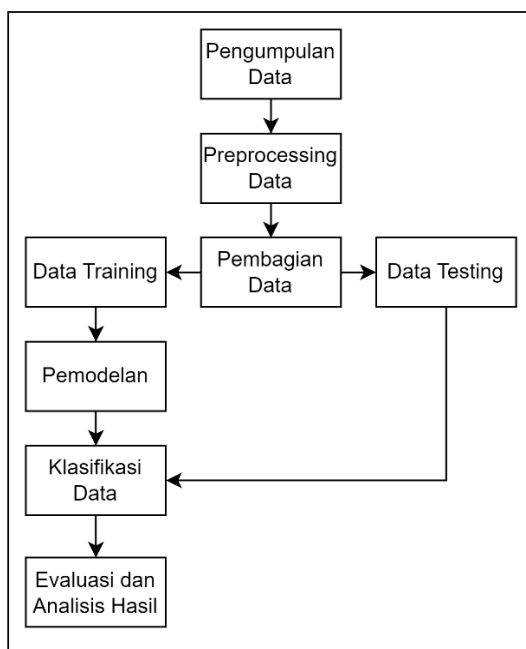 Pengumpulan
Data
Preprocessing
Data
Data Training
Pembagian
Data
Data Testing
Pemodelan
Klasifikasi
Data
Evaluasi dan
Analisis Hasil